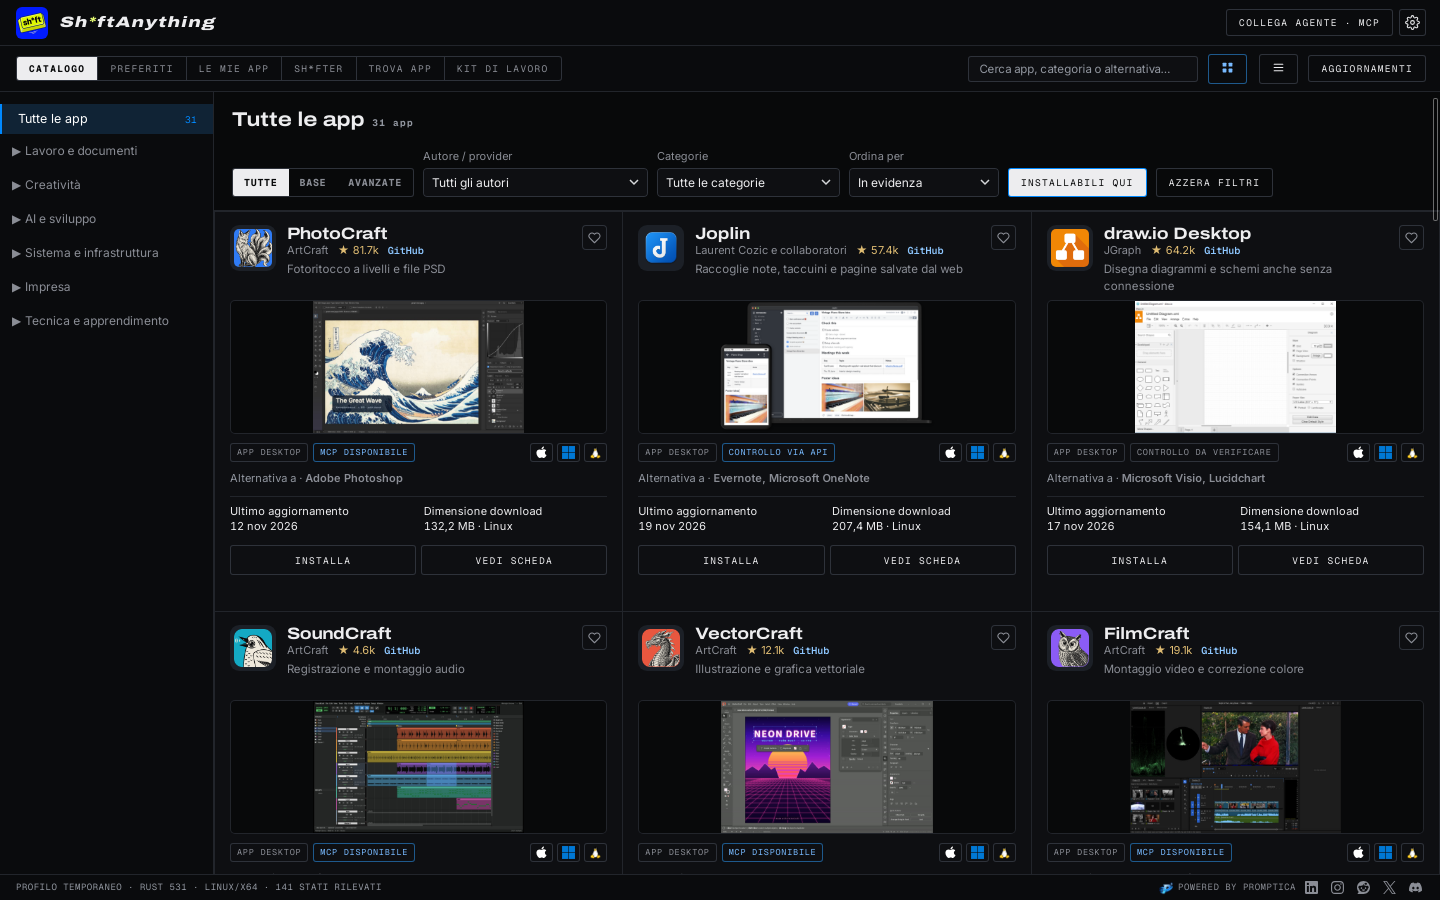 sh*ft
Sh*ftAnything
COLLEGA AGENTE · MCP
CATALOGO
PREFERITI
LE MIE APP
SH*FTER
TROVA APP
KIT DI LAVORO
Cerca app, categoria o alternativa...
AGGIORNAMENTI
Tutte le app
31
▶ Lavoro e documenti
▶ Creatività
▶ AI e sviluppo
▶ Sistema e infrastruttura
▶ Impresa
▶ Tecnica e apprendimento
Tutte le app 31 app
Autore / provider
Categorie
Ordina per
TUTTE
BASE
AVANZATE
Tutti gli autori
Tutte le categorie
In evidenza
INSTALLABILI QUI
AZZERA FILTRI
PhotoCraft
ArtCraft ★ 81.7k GitHub
Fotoritocco a livelli e file PSD
The Great Wave
APP DESKTOP
MCP DISPONIBILE
Alternativa a · Adobe Photoshop
Ultimo aggiornamento
12 nov 2026
Dimensione download
132,2 MB · Linux
INSTALLA
VEDI SCHEDA
Joplin
Laurent Cozic e collaboratori ★ 57.4k GitHub
Raccoglie note, taccuini e pagine salvate dal web
APP DESKTOP
CONTROLLO VIA API
Alternativa a · Evernote, Microsoft OneNote
Ultimo aggiornamento
19 nov 2026
Dimensione download
207,4 MB · Linux
INSTALLA
VEDI SCHEDA
draw.io Desktop
JGraph ★ 64.2k GitHub
Disegna diagrammi e schemi anche senza
connessione
APP DESKTOP
CONTROLLO DA VERIFICARE
Alternativa a · Microsoft Visio, Lucidchart
Ultimo aggiornamento
17 nov 2026
Dimensione download
154,1 MB · Linux
INSTALLA
VEDI SCHEDA
SoundCraft
ArtCraft ★ 4.6k GitHub
Registrazione e montaggio audio
APP DESKTOP
MCP DISPONIBILE
VectorCraft
ArtCraft ★ 12.1k GitHub
Illustrazione e grafica vettoriale
NEON DRIVE
APP DESKTOP
MCP DISPONIBILE
FilmCraft
ArtCraft ★ 19.1k GitHub
Montaggio video e correzione colore
APP DESKTOP
MCP DISPONIBILE
PROFILO TEMPORANEO · RUST 531 · LINUX/X64 · 141 STATI RILEVATI
POWERED BY PROMPTICA